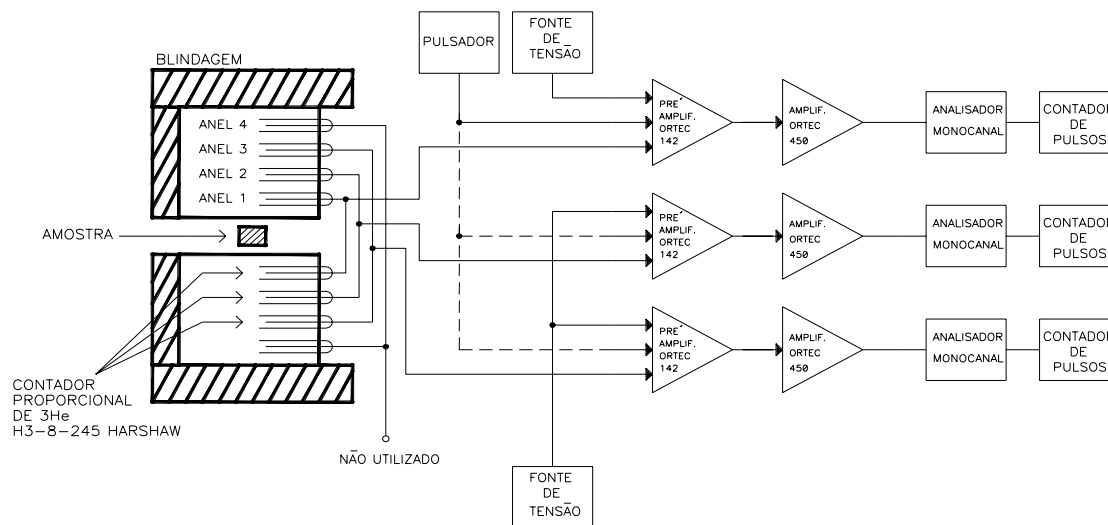 PULSADOR
FONTE
DE
TENSÃO
BLINDAGEM
ANEL 4
ANEL 3
ANEL 2
ANEL 1
AMOSTRA
CONTADOR
PROPORCIONAL
DE 3He
H3-8-245 HARSHAW
NÃO UTILIZADO
PRÉ
AMPLIF.
ORTEC
142
AMPLIF.
ORTEC
450
ANALISADOR
MONOCANAL
CONTADOR
DE
PULSOS
PRÉ
AMPLIF.
ORTEC
142
AMPLIF.
ORTEC
450
ANALISADOR
MONOCANAL
CONTADOR
DE
PULSOS
PRÉ
AMPLIF.
ORTEC
142
AMPLIF.
ORTEC
450
ANALISADOR
MONOCANAL
CONTADOR
DE
PULSOS
FONTE
DE
TENSÃO